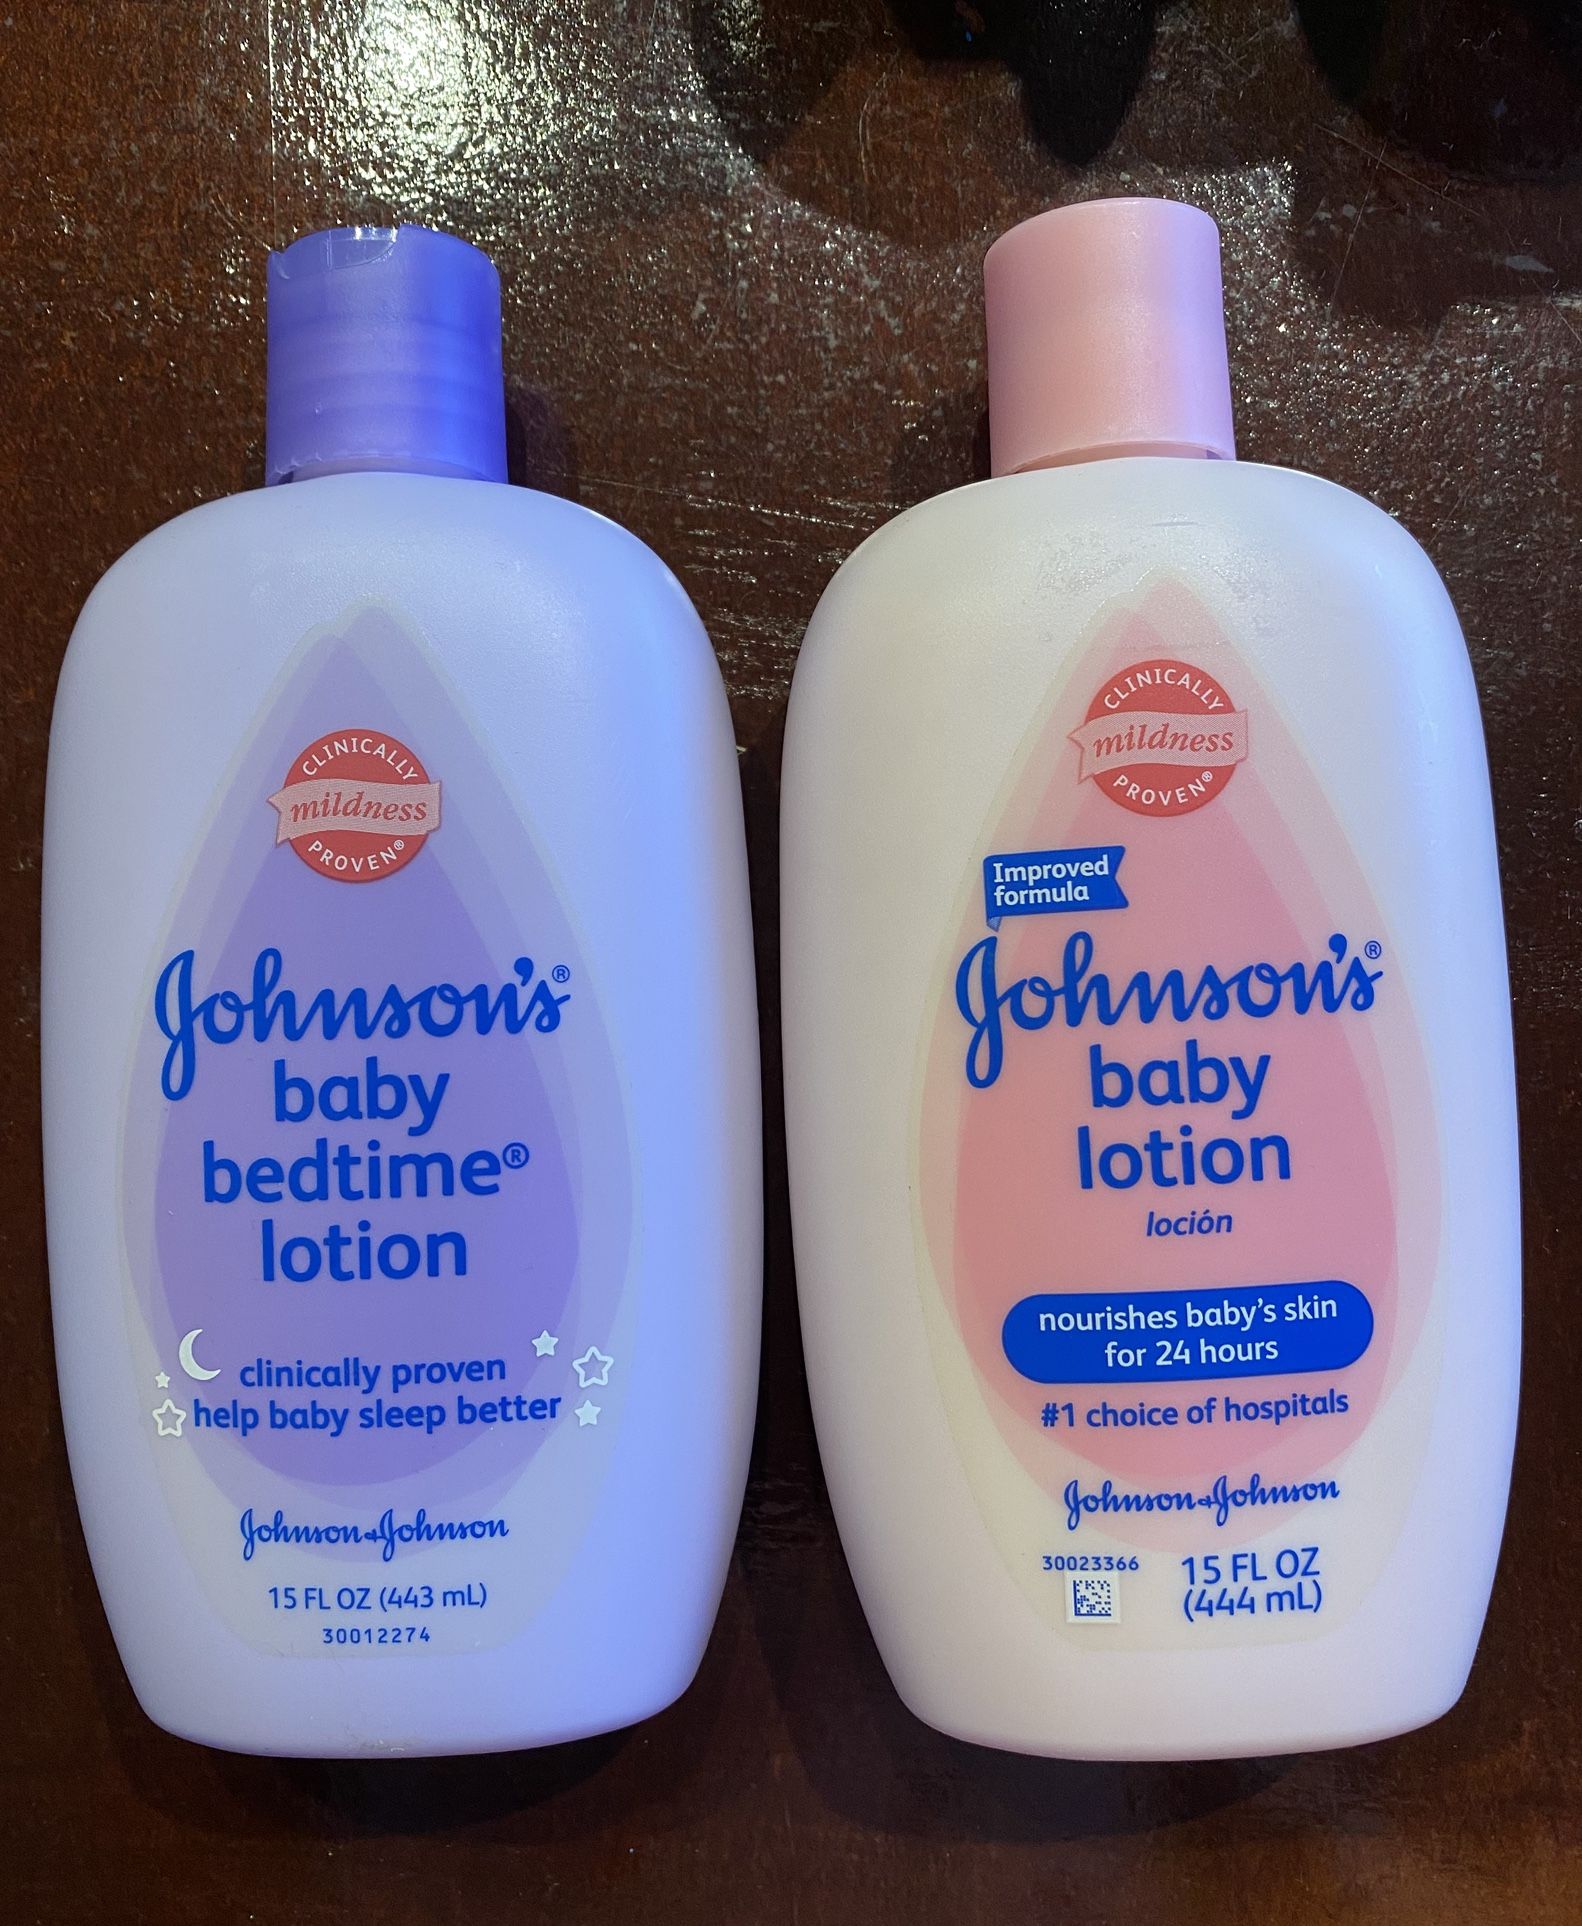 CLINICALLY
mildness
PROVEN®
Johnson's®
baby
bedtime®
lotion
clinically proven
help baby sleep better
Johnson & Johnson
15 FL OZ (443 mL)
30012274
CLINICALLY
mildness
PROVEN®
Improved
formula
Johnson's®
baby
lotion
loción
nourishes baby's skin
for 24 hours
#1 choice of hospitals
Johnson & Johnson
30023366
15 FL OZ
(444 mL)